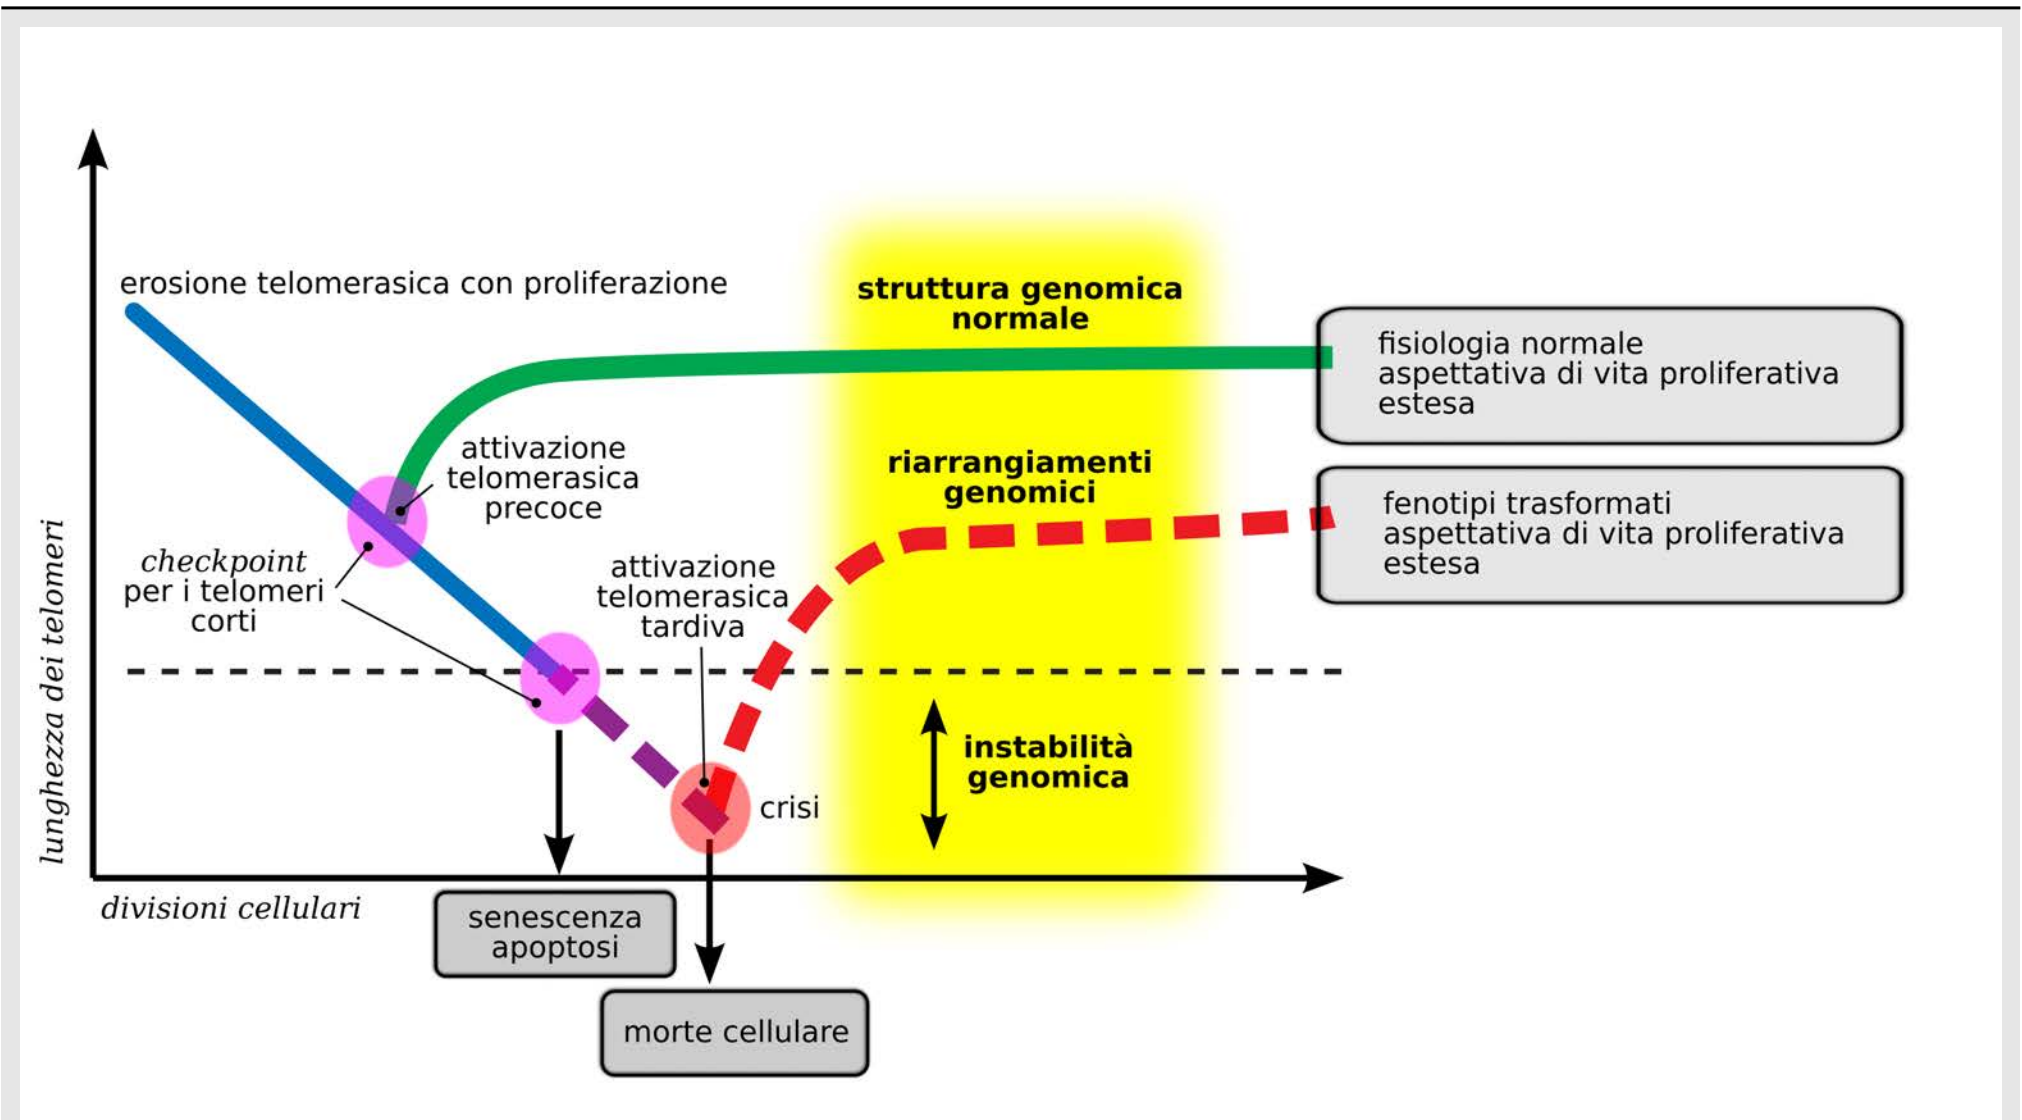 erosione telomerasica con proliferazione
struttura genomica
normale
fisiologia normale
aspettativa di vita proliferativa
estesa
attivazione
telomerasica
precoce
riarrangiamenti
genomici
fenotipi trasformati
aspettativa di vita proliferativa
estesa
checkpoint
per i telomeri
corti
attivazione
telomerasica
tardiva
lunghezza dei telomeri
instabilità
genomica
crisi
divisioni cellulari
senescenza
apoptosi
morte cellulare